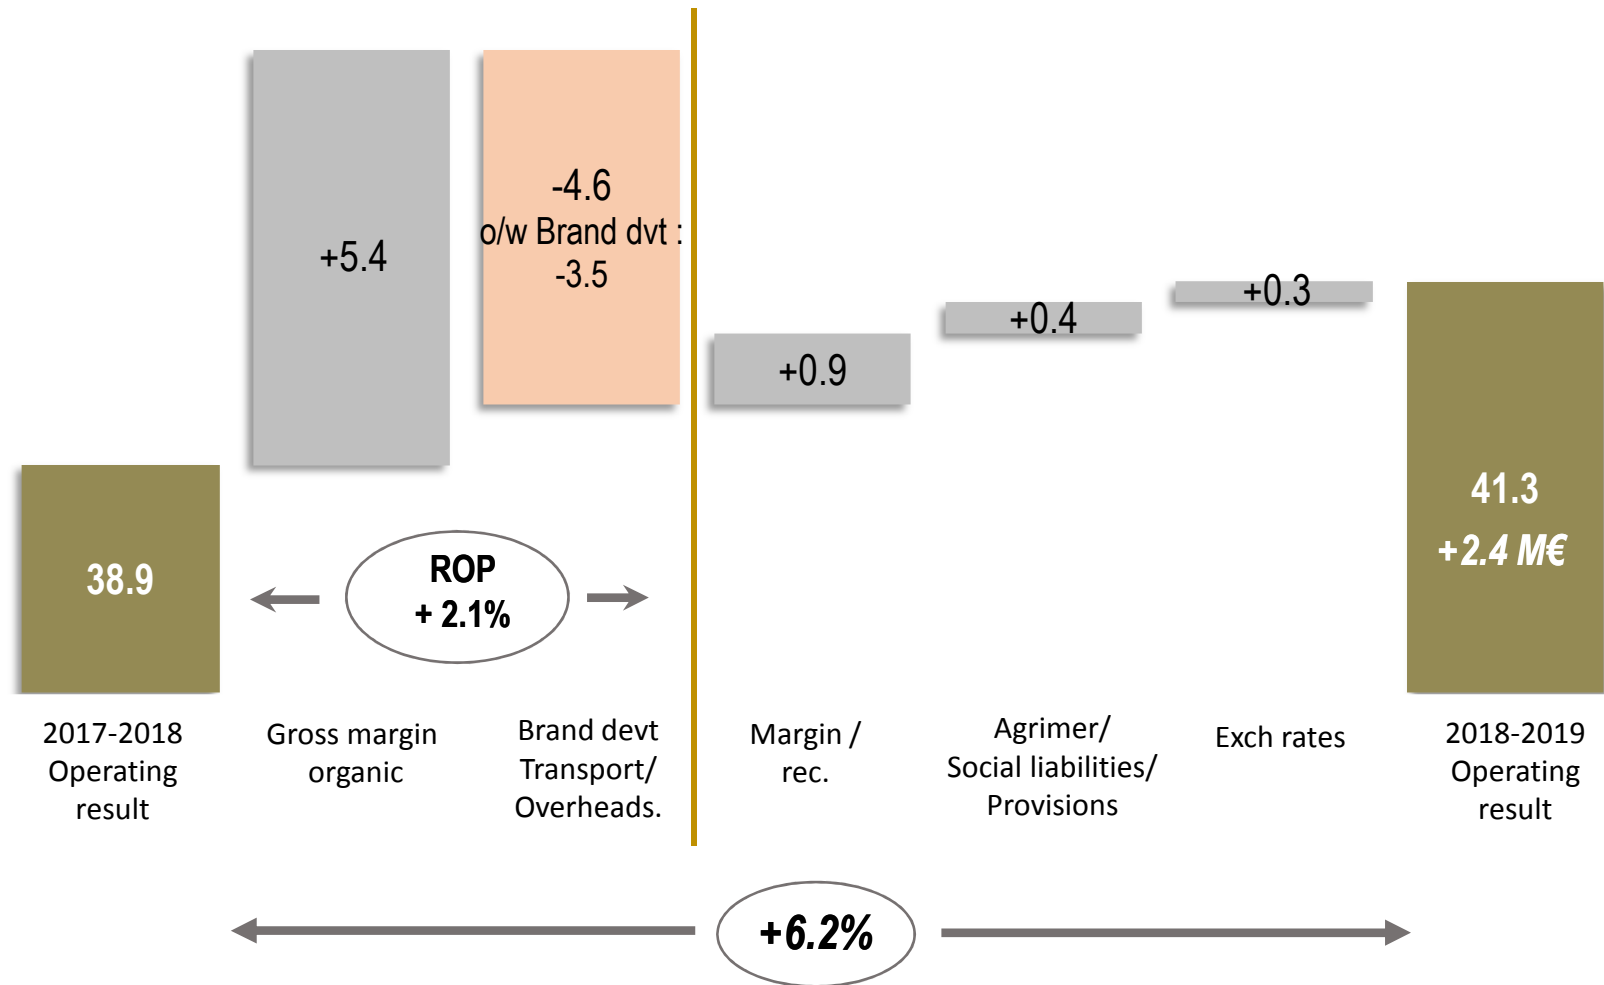 +5.4
-4.6
o/w Brand dvt :
-3.5
+0.9
+0.4
+0.3
38.9
ROP
+ 2.1%
41.3
+2.4 M€
2017-2018
Operating
result
Gross margin
organic
Brand devt
Transport/
Overheads.
Margin /
rec.
Agrimer/
Social liabilities/
Provisions
Exch rates
2018-2019
Operating
result
+6.2%